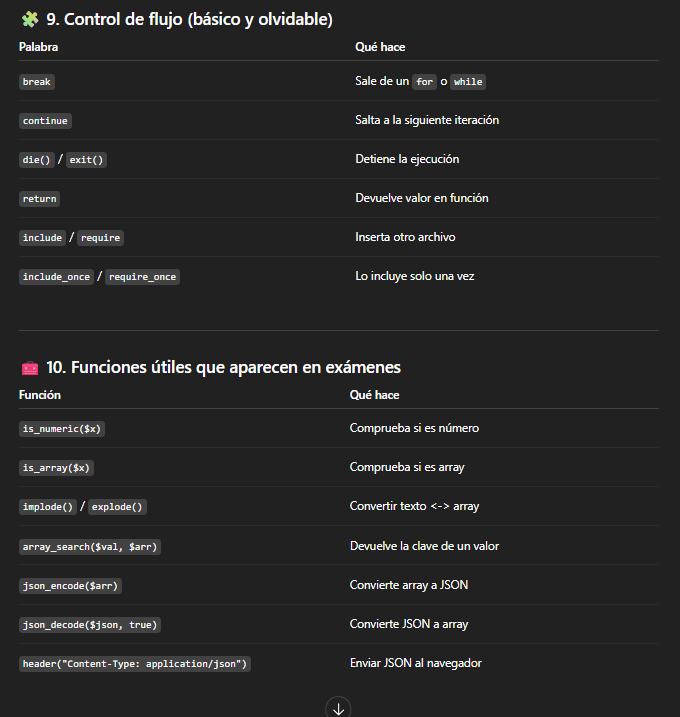 🧩 9. Control de flujo (básico y olvidable)
Palabra Qué hace
break Sale de un for o while
continue Salta a la siguiente iteración
die() / exit() Detiene la ejecución
return Devuelve valor en función
include / require Inserta otro archivo
include_once / require_once Lo incluye solo una vez
🧰 10. Funciones útiles que aparecen en exámenes
Función Qué hace
is_numeric($x) Comprueba si es número
is_array($x) Comprueba si es array
implode() / explode() Convertir texto <-> array
array_search($val, $arr) Devuelve la clave de un valor
json_encode($arr) Convierte array a JSON
json_decode($json, true) Convierte JSON a array
header("Content-Type: application/json") Enviar JSON al navegador